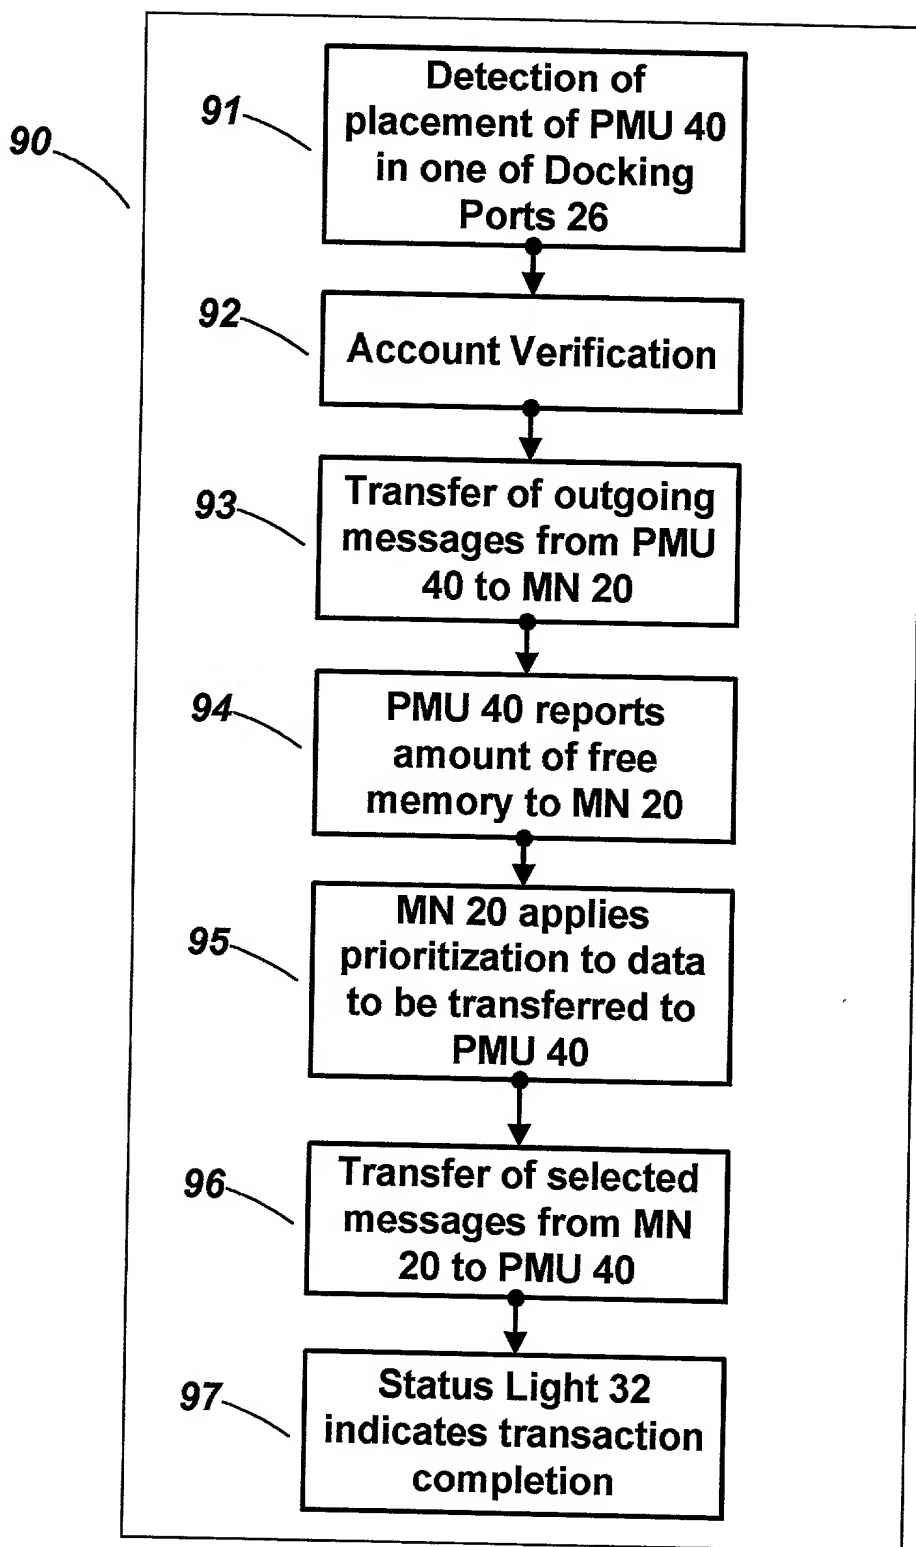 90
91
Detection of
placement of PMU 40
in one of Docking
Ports 26
92
Account Verification
93
Transfer of outgoing
messages from PMU
40 to MN 20
94
PMU 40 reports
amount of free
memory to MN 20
95
MN 20 applies
prioritization to data
to be transferred to
PMU 40
96
Transfer of selected
messages from MN
20 to PMU 40
97
Status Light 32
indicates transaction
completion